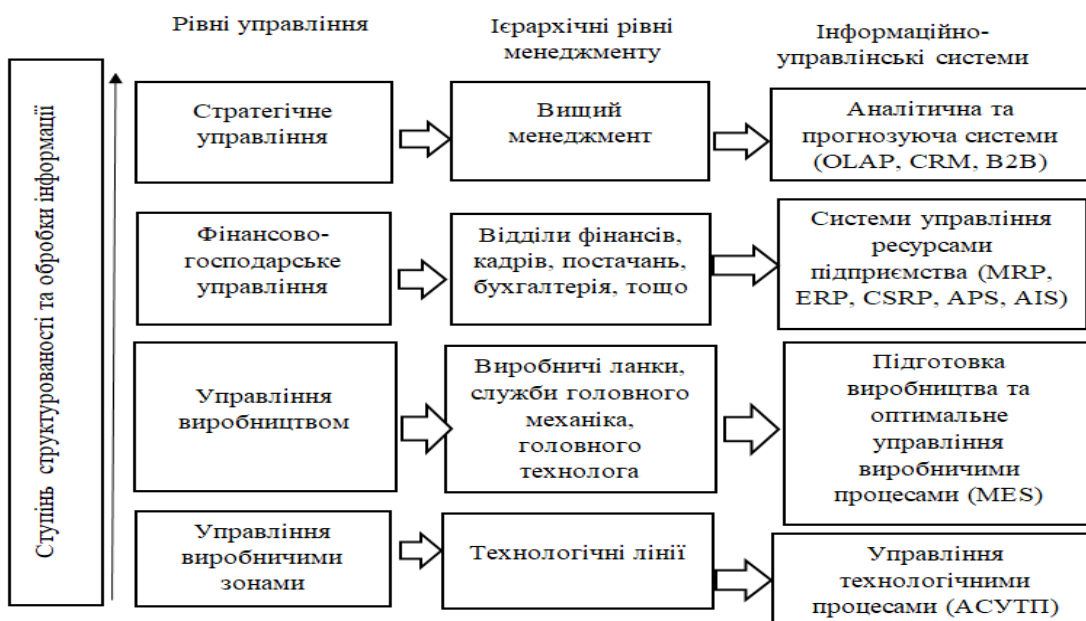 Рівні управління
Ієрархічні рівні
менеджменту
Інформаційно-
управлінські системи
Ступінь структурованості та обробки інформації
Стратегічне
управління
Вищий
менеджмент
Аналітична та
прогнозуюча системи
(OLAP, CRM, B2B)
Фінансово-
господарське
управління
Відділи фінансів,
кадрів, постачань,
бухгалтерія, тощо
Системи управління
ресурсами
підприємства (MRP,
ERP, CSRP, APS, AIS)
Управління
виробництвом
Виробничі ланки,
служби головного
механіка,
головного
технолога
Підготовка
виробництва та
оптимальне
управління
виробничими
процесами (MES)
Управління
виробничими
зонами
Технологічні лінії
Управління
технологічними
процесами (АСУТП)